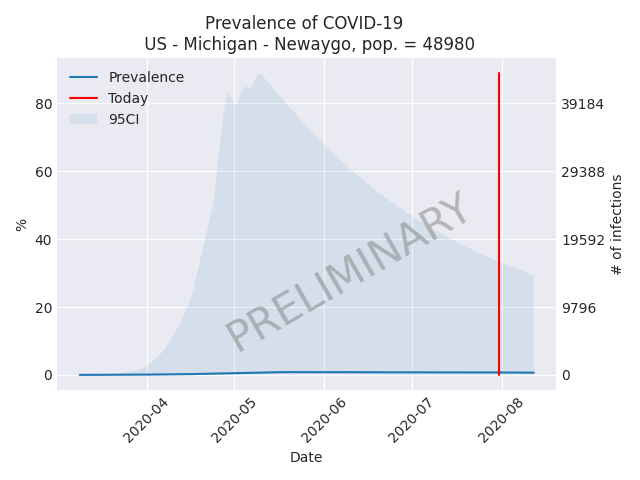 Prevalence of COVID-19
US - Michigan - Newaygo, pop. = 48980
Prevalence
Today
95CI
80
60
40
20
0
%
39184
29388
19592
9796
0
# of infections
PRELIMINARY
2020-04
2020-05
2020-06
2020-07
2020-08
Date